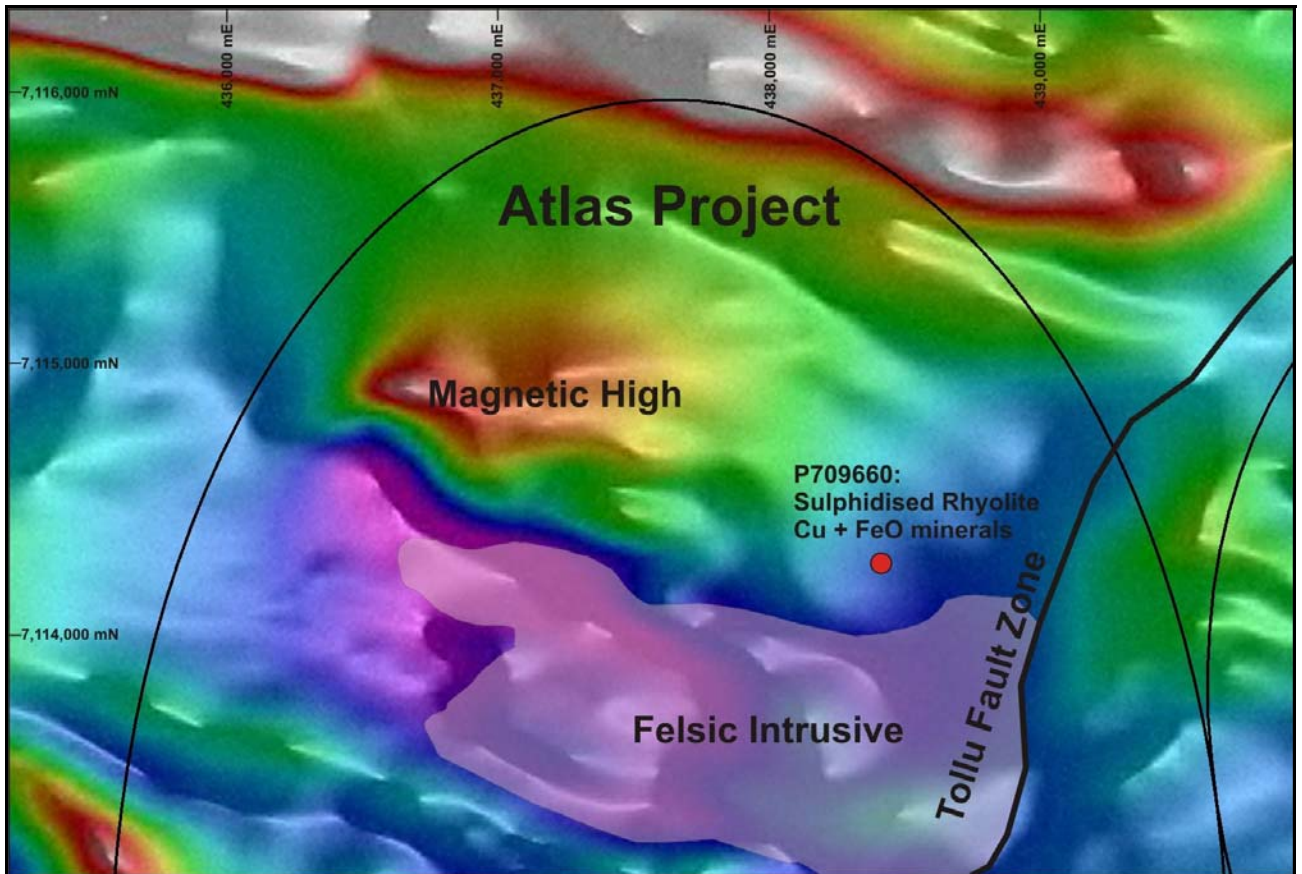 436,000 mE
437,000 mE
438,000 mE
439,000 mE
7,116,000 mN
Atlas Project
7,115,000 mN
Magnetic High
P709660:
Sulphidised Rhyolite
Cu + FeO minerals
Tollu Fault Zone
7,114,000 mN
Felsic Intrusive